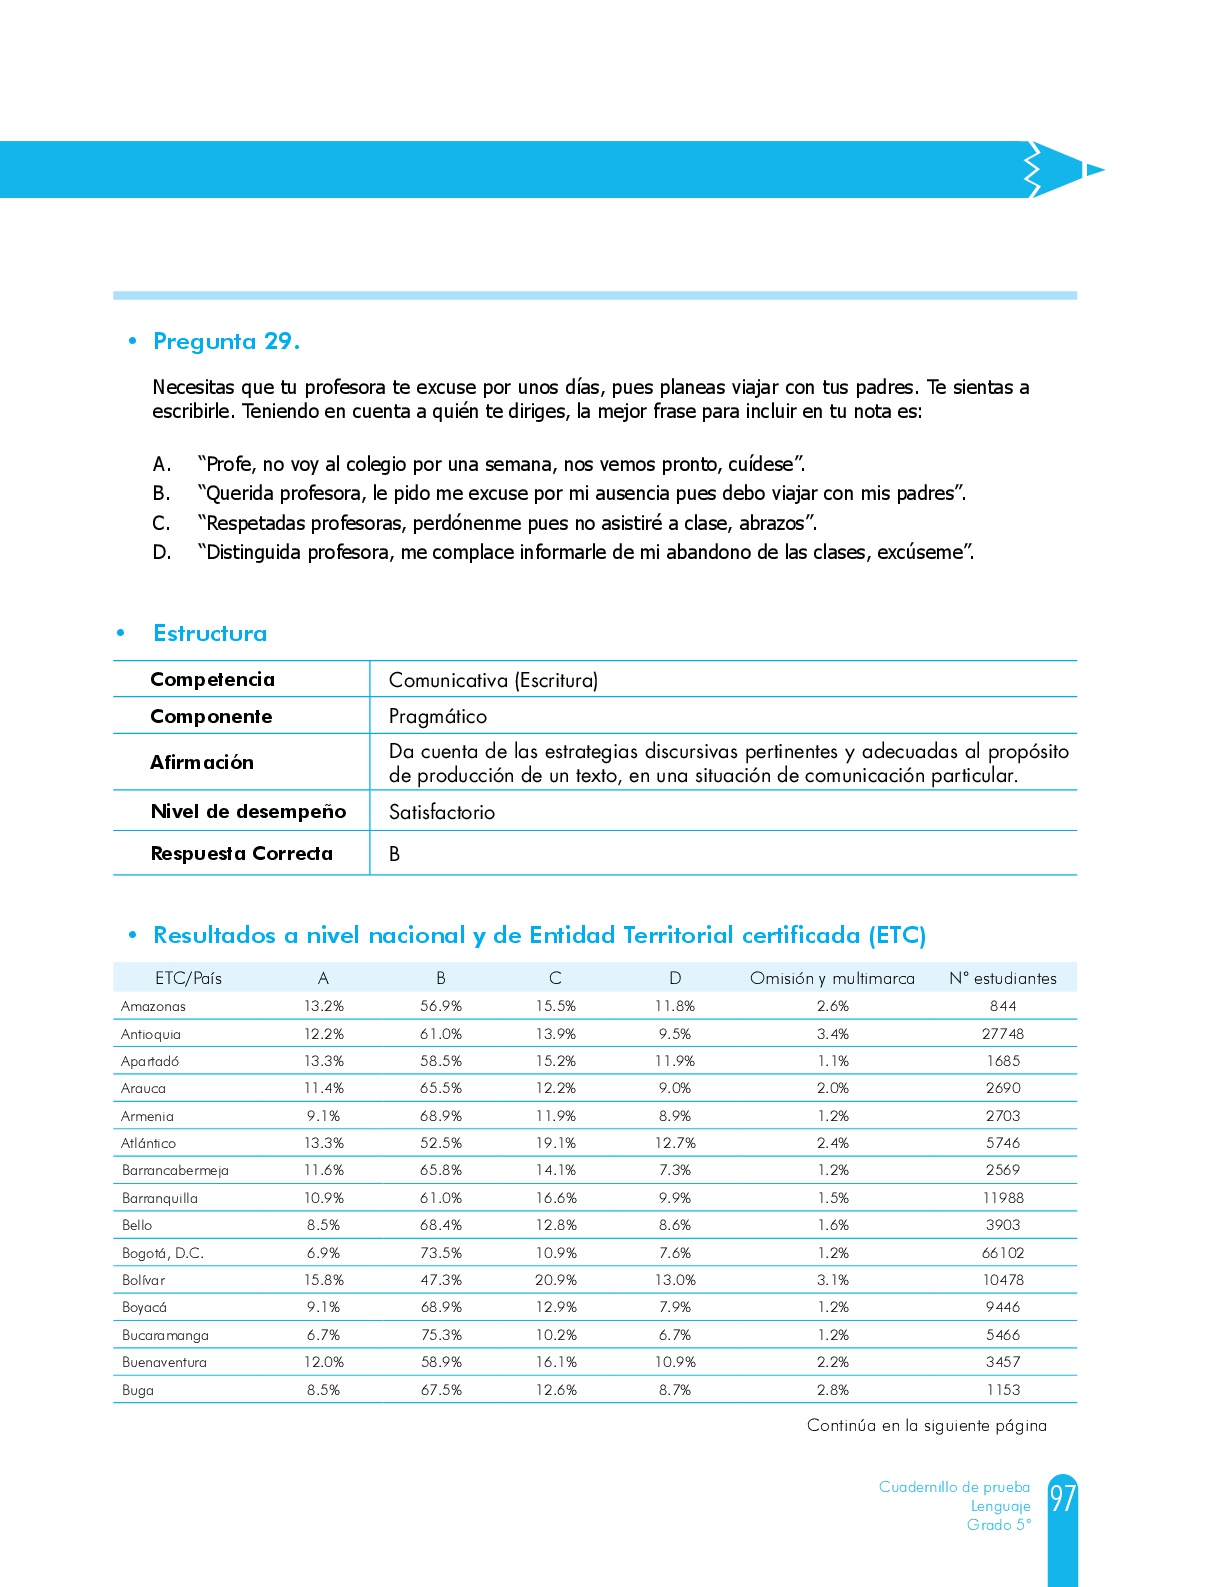 • Pregunta 29.
Necesitas que tu profesora te excuse por unos días, pues planeas viajar con tus padres. Te sientas a
escribirle. Teniendo en cuenta a quién te diriges, la mejor frase para incluir en tu nota es:
A. “Profe, no voy al colegio por una semana, nos vemos pronto, cuídese”.
B. “Querida profesora, le pido me excuse por mi ausencia pues debo viajar con mis padres”.
C. “Respetadas profesoras, perdónenme pues no asistiré a clase, abrazos”.
D. “Distinguida profesora, me complace informarle de mi abandono de las clases, excúseme”.
• Estructura
Competencia Comunicativa (Escritura)
Componente Pragmático
Afirmación Da cuenta de las estrategias discursivas pertinentes y adecuadas al propósito
de producción de un texto, en una situación de comunicación particular.
Nivel de desempeño Satisfactorio
Respuesta Correcta B
• Resultados a nivel nacional y de Entidad Territorial certificada (ETC)
ETC/País A B C D Omisión y multimarca N° estudiantes
Amazonas 13.2% 56.9% 15.5% 11.8% 2.6% 844
Antioquia 12.2% 61.0% 13.9% 9.5% 3.4% 27748
Apartadó 13.3% 58.5% 15.2% 11.9% 1.1% 1685
Arauca 11.4% 65.5% 12.2% 9.0% 2.0% 2690
Armenia 9.1% 68.9% 11.9% 8.9% 1.2% 2703
Atlántico 13.3% 52.5% 19.1% 12.7% 2.4% 5746
Barrancabermeja 11.6% 65.8% 14.1% 7.3% 1.2% 2569
Barranquilla 10.9% 61.0% 16.6% 9.9% 1.5% 11988
Bello 8.5% 68.4% 12.8% 8.6% 1.6% 3903
Bogotá, D.C. 6.9% 73.5% 10.9% 7.6% 1.2% 66102
Bolívar 15.8% 47.3% 20.9% 13.0% 3.1% 10478
Boyacá 9.1% 68.9% 12.9% 7.9% 1.2% 9446
Bucaramanga 6.7% 75.3% 10.2% 6.7% 1.2% 5466
Buenaventura 12.0% 58.9% 16.1% 10.9% 2.2% 3457
Buga 8.5% 67.5% 12.6% 8.7% 2.8% 1153
Continúa en la siguiente página
Cuadernillo de prueba
Lenguaje
Grado 5°
97